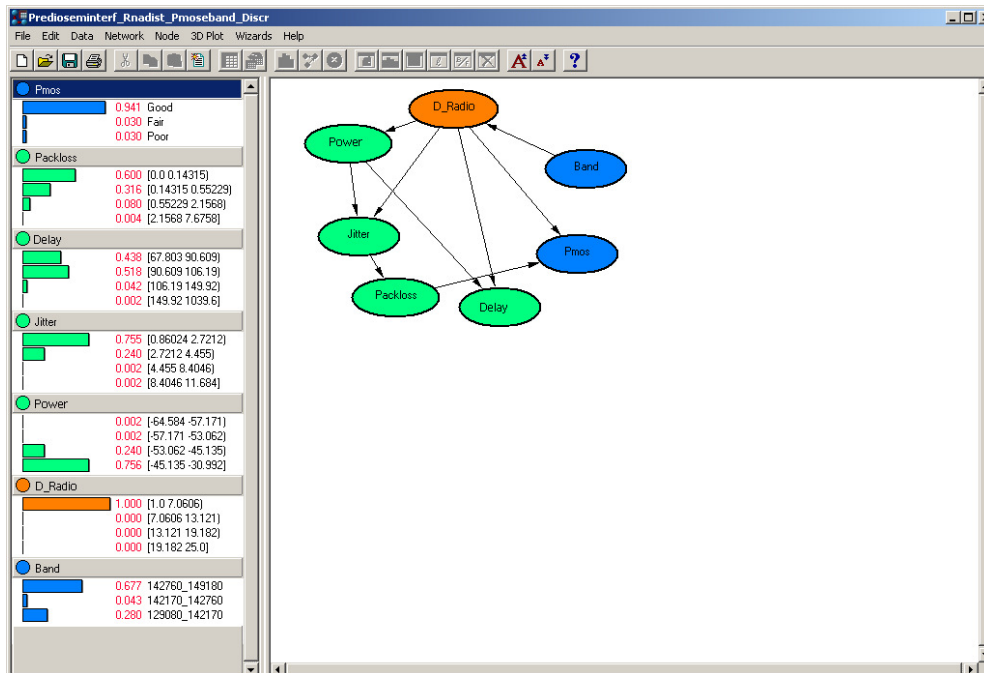 Predioseminterf_Rnadist_Pmoseband_Discr
File Edit Data Network Node 3D Plot Wizards Help
Pmos
0.941 Good
0.030 Fair
0.030 Poor
Packloss
0.600 [0.0 0.14315)
0.316 [0.14315 0.55229)
0.080 [0.55229 2.1568)
0.004 [2.1568 7.6758]
Delay
0.438 [67.803 90.609)
0.518 [90.609 106.19)
0.042 [106.19 149.92)
0.002 [149.92 1039.6]
Jitter
0.755 [0.86024 2.7212)
0.240 [2.7212 4.455)
0.002 [4.455 8.4046)
0.002 [8.4046 11.684]
Power
0.002 [-64.584 -57.171)
0.002 [-57.171 -53.062)
0.240 [-53.062 -45.135)
0.756 [-45.135 -30.992]
D_Radio
1.000 [1.0 7.0606)
0.000 [7.0606 13.121)
0.000 [13.121 19.182)
0.000 [19.182 25.0]
Band
0.677 142760_149180
0.043 142170_142760
0.280 129080_142170
D_Radio
Power
Band
Jitter
Pmos
Packloss
Delay